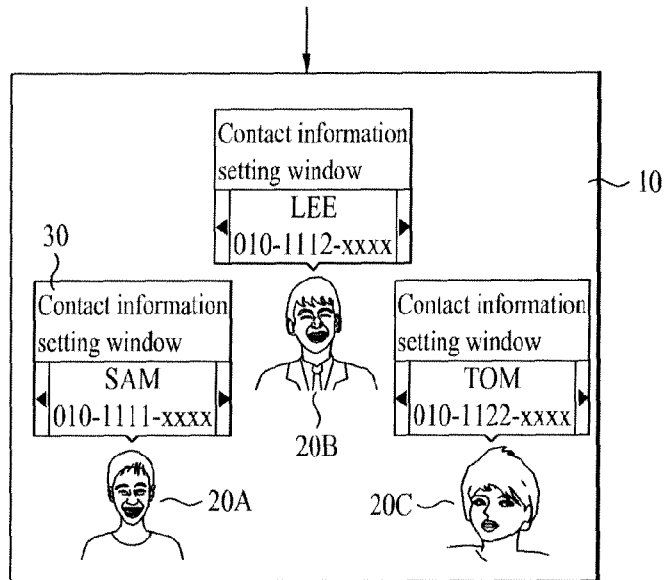 Contact information
setting window
LEE
010-1112-xxxx
10
30
Contact information
setting window
SAM
010-1111-xxxx
Contact information
setting window
TOM
010-1122-xxxx
20B
20A
20C